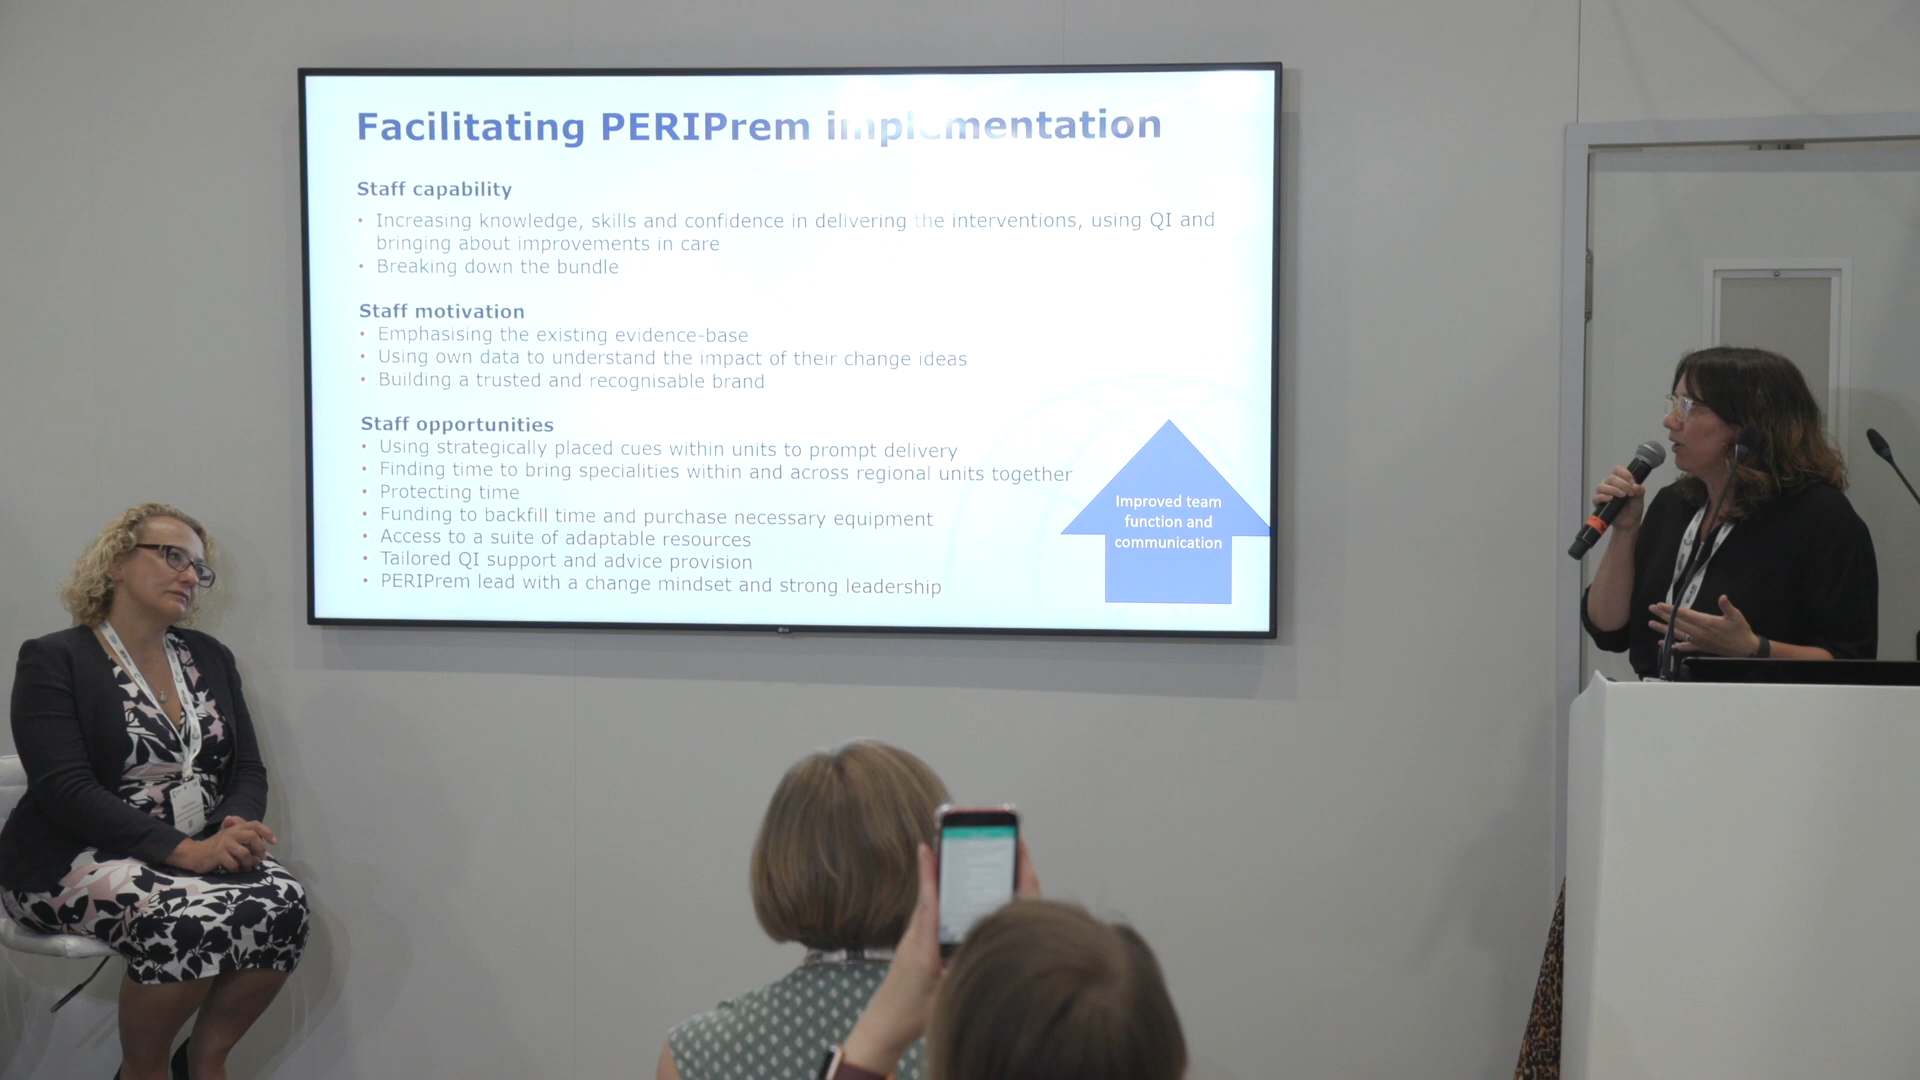 Facilitating PERIPrem implementation
Staff capability
• Increasing knowledge, skills and confidence in delivering the interventions, using QI and
bringing about improvements in care
• Breaking down the bundle
Staff motivation
• Emphasising the existing evidence-base
• Using own data to understand the impact of their change ideas
• Building a trusted and recognisable brand
Staff opportunities
• Using strategically placed cues within units to prompt delivery
• Finding time to bring specialities within and across regional units together
• Protecting time
• Funding to backfill time and purchase necessary equipment
• Access to a suite of adaptable resources
• Tailored QI support and advice provision
• PERIPrem lead with a change mindset and strong leadership
Improved team
function and
communication
LG